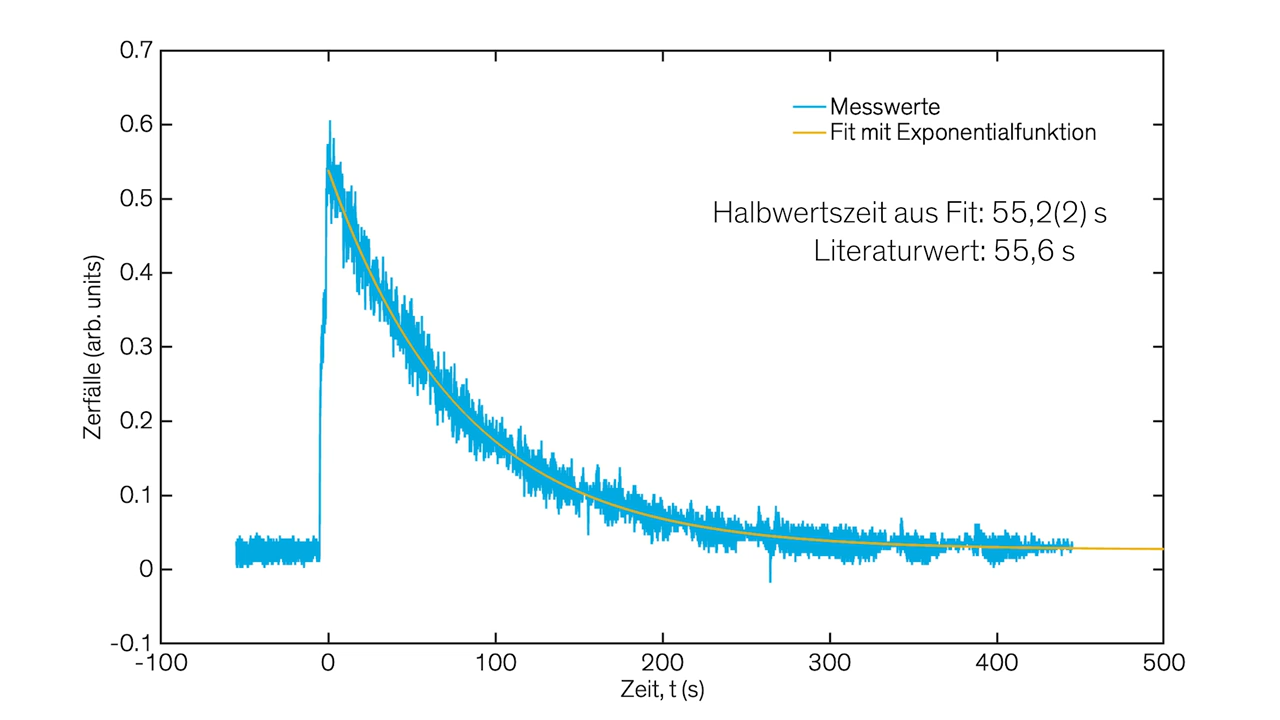 0.7
0.6
0.5
0.4
0.3
0.2
0.1
0
-0.1
Zerfälle (arb. units)
Messwerte
Fit mit Exponentialfunktion
Halbwertszeit aus Fit: 55,2(2) s
Literaturwert: 55,6 s
-100 0 100 200 300 400 500
Zeit, t (s)